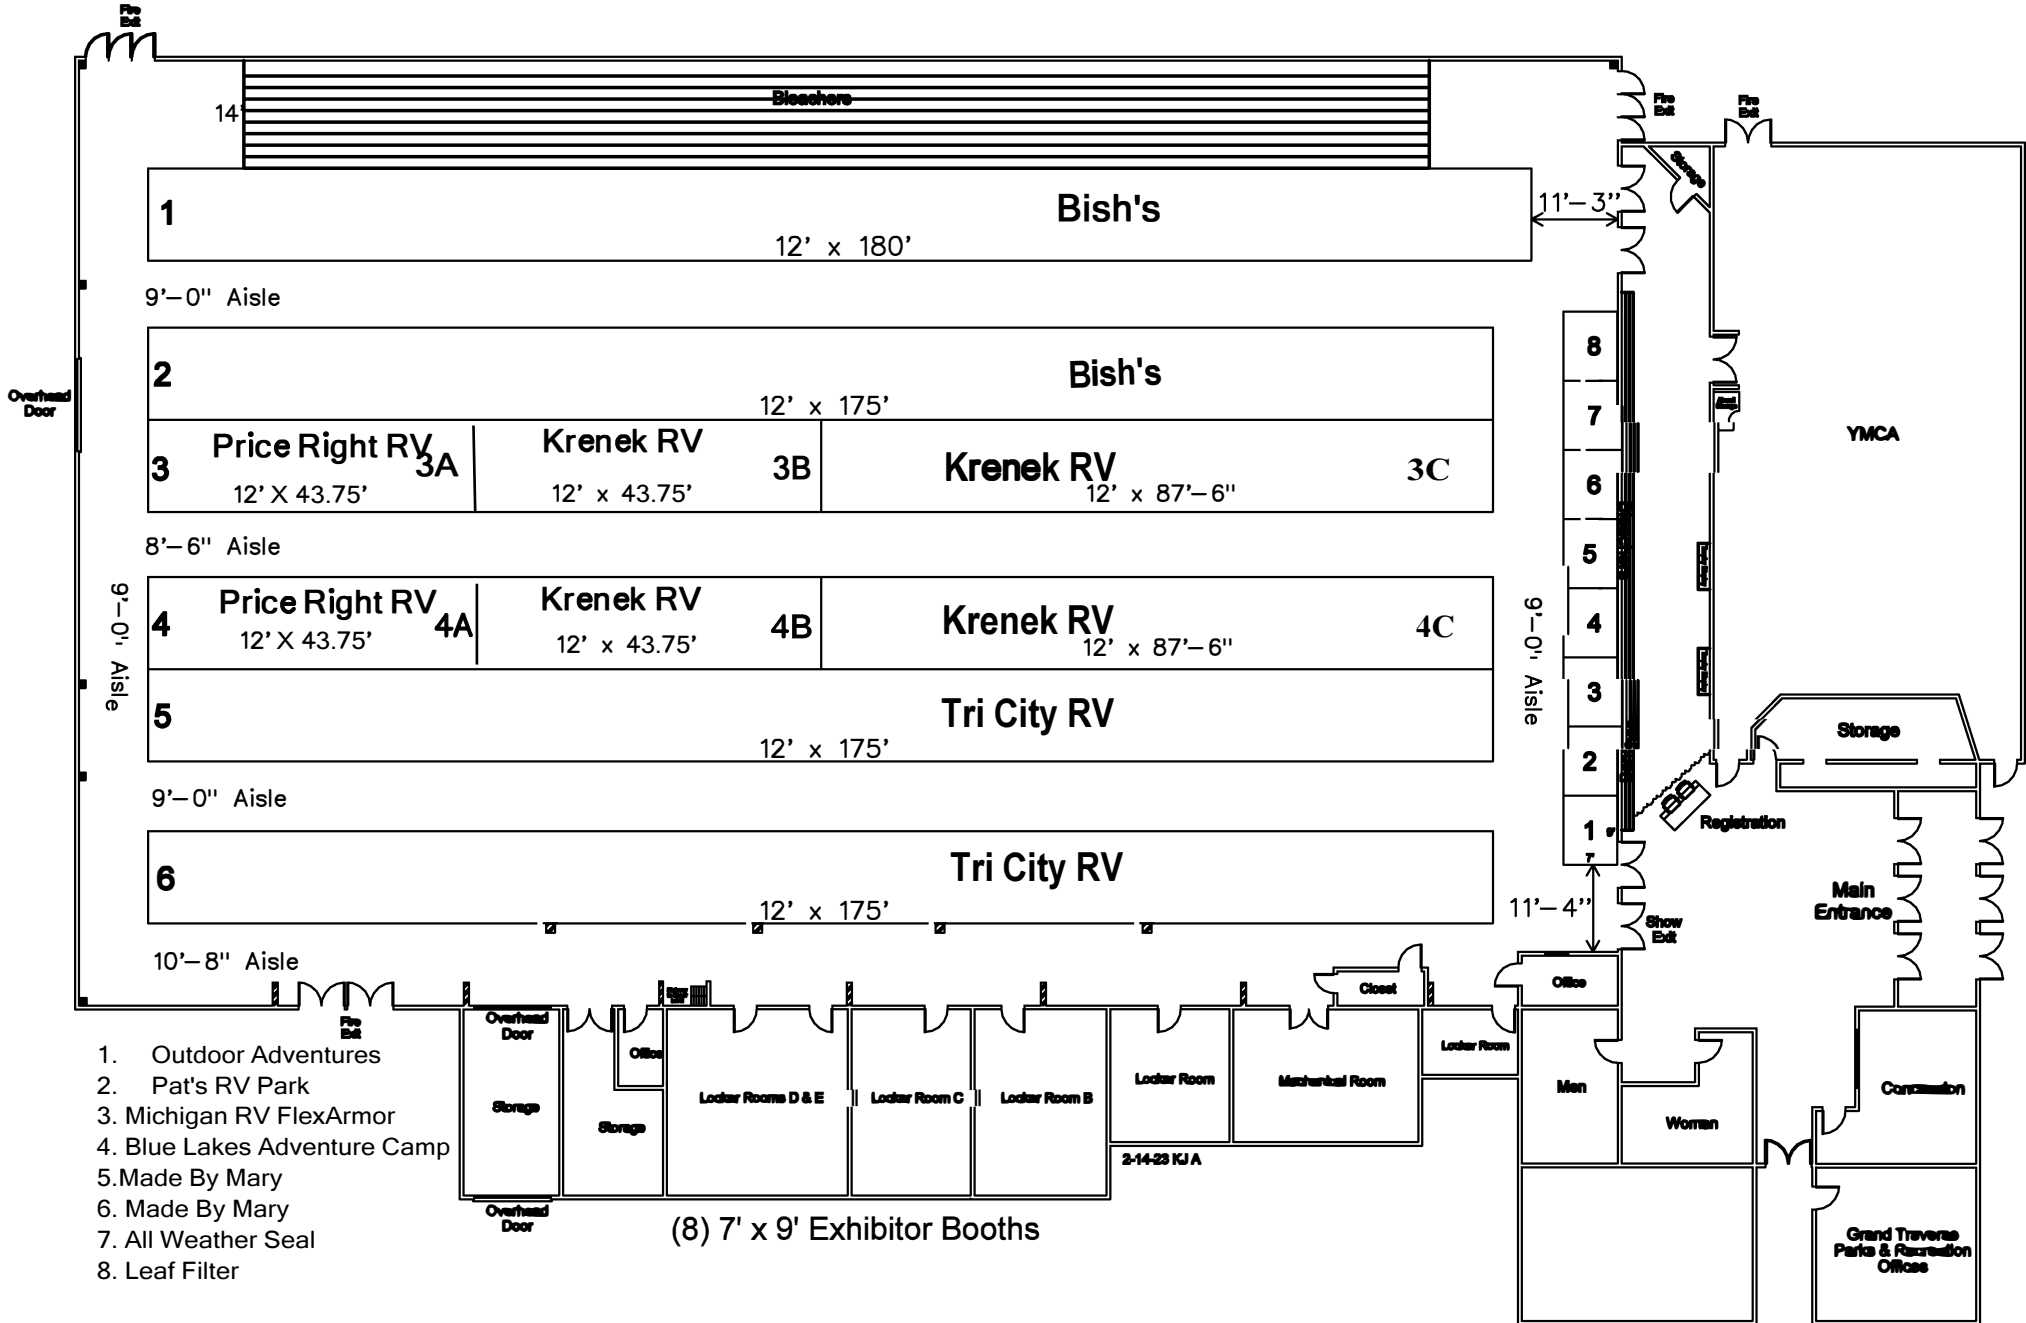 Fire
Exit
Bleachers
14'
Fire
Exit
Fire
Exit
Storage
1
Bish's
12' x 180'
11'-3"
9'-0" Aisle
2
Bish's
12' x 175'
Overhead
Door
8
7
6
5
4
3
2
1
9'
7'
YMCA
3
Price Right RV
3A
12' X 43.75'
Krenek RV
3B
12' x 43.75'
Krenek RV
3C
12' x 87'-6"
8'-6" Aisle
9'-0" Aisle
4
Price Right RV
4A
12' X 43.75'
Krenek RV
4B
12' x 43.75'
Krenek RV
4C
12' x 87'-6"
9'-0" Aisle
5
Tri City RV
12' x 175'
Storage
9'-0" Aisle
Registration
6
Tri City RV
12' x 175'
11'-4"
Show
Exit
Main
Entrance
10'-8" Aisle
Fire
Exit
Overhead
Door
Office
Closet
Office
Storage
Storage
Locker Rooms D & E
Locker Room C
Locker Room B
Locker Room
Mechanical Room
Locker Room
Men
Women
Concession
1. Outdoor Adventures
2. Pat's RV Park
3. Michigan RV FlexArmor
4. Blue Lakes Adventure Camp
5.Made By Mary
6. Made By Mary
7. All Weather Seal
8. Leaf Filter
Overhead
Door
2-14-23 KJA
(8) 7' x 9' Exhibitor Booths
Grand Traverse
Parks & Recreation
Offices